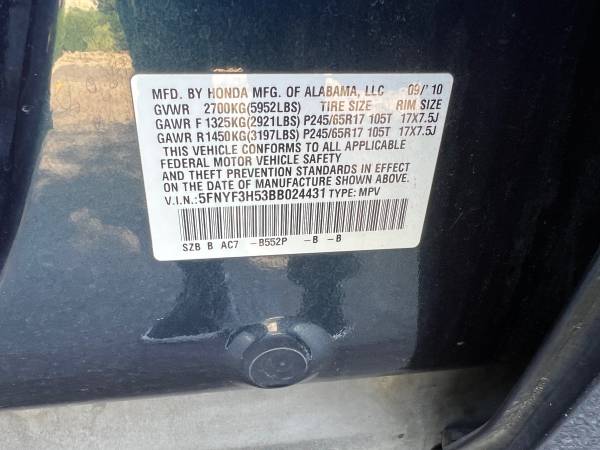 MFD. BY HONDA MFG. OF ALABAMA, LLC 09/'10
GVWR 2700KG(5952LBS) TIRE SIZE RIM SIZE
GAWR F 1325KG(2921LBS) P245/65R17 105T 17X7.5J
GAWR R1450KG(3197LBS) P245/65R17 105T 17X7.5J
THIS VEHICLE CONFORMS TO ALL APPLICABLE
FEDERAL MOTOR VEHICLE SAFETY
AND THEFT PREVENTION STANDARDS IN EFFECT
ON THE DATE OF MANUFACTURE SHOWN ABOVE.
V.I.N.: 5FNYF3H53BB024431 TYPE: MPV
SZB B AC7 -B552P -B -B